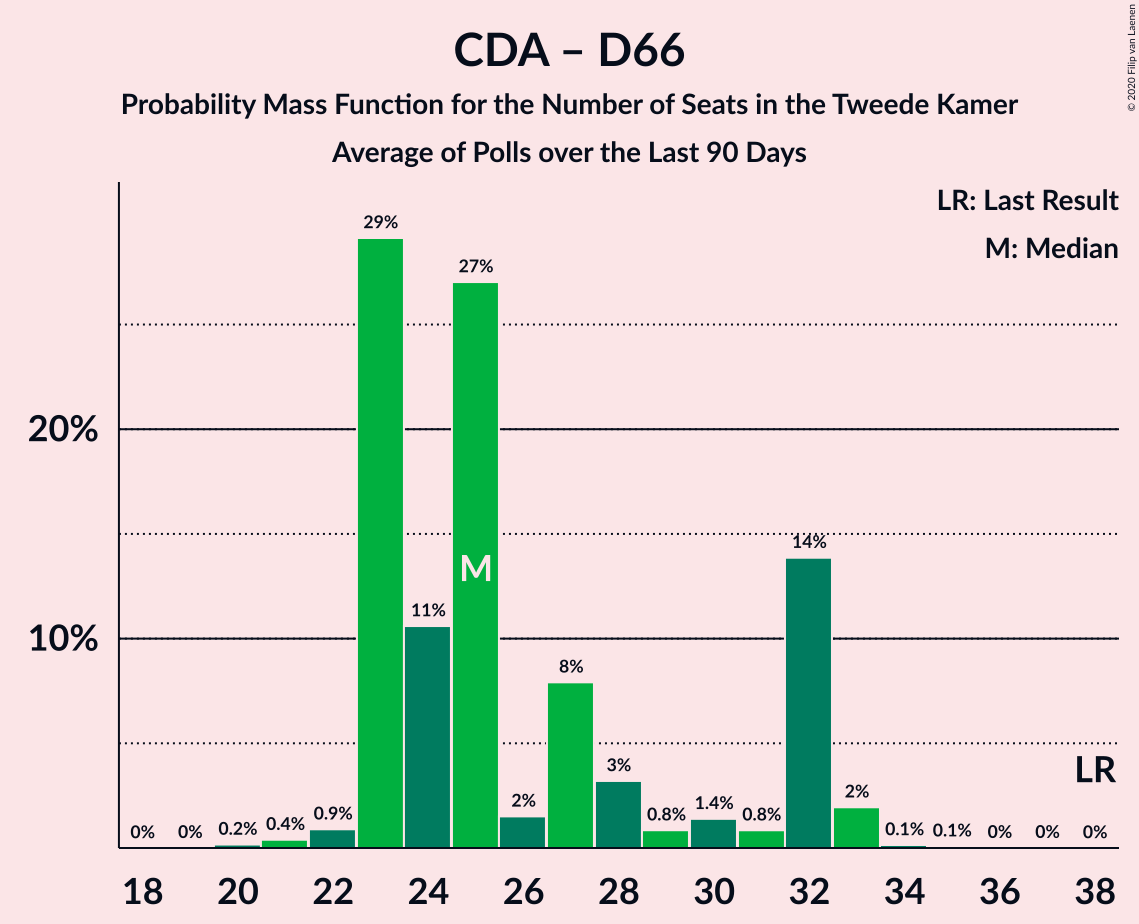 CDA – D66
Probability Mass Function for the Number of Seats in the Tweede Kamer
Average of Polls over the Last 90 Days
© 2020 Filip van Laenen
LR: Last Result
M: Median
29%
27%
20%
14%
M
11%
10%
8%
3%
LR
2%
2%
1.4%
0.9%
0.8%
0.8%
0.4%
0.2%
0.1%
0.1%
0%
0%
0%
0%
0%
18 20 22 24 26 28 30 32 34 36 38